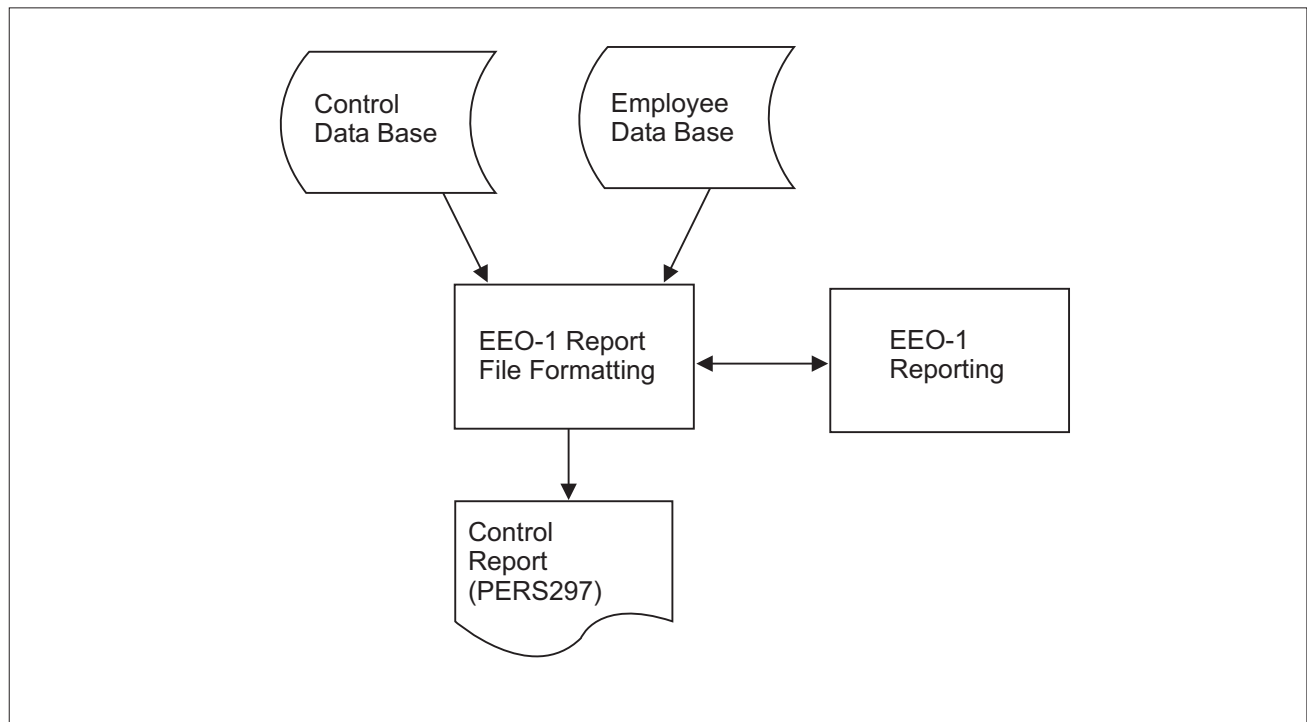 Control
Data Base
Employee
Data Base
EEO-1 Report
File Formatting
EEO-1
Reporting
Control
Report
(PERS297)